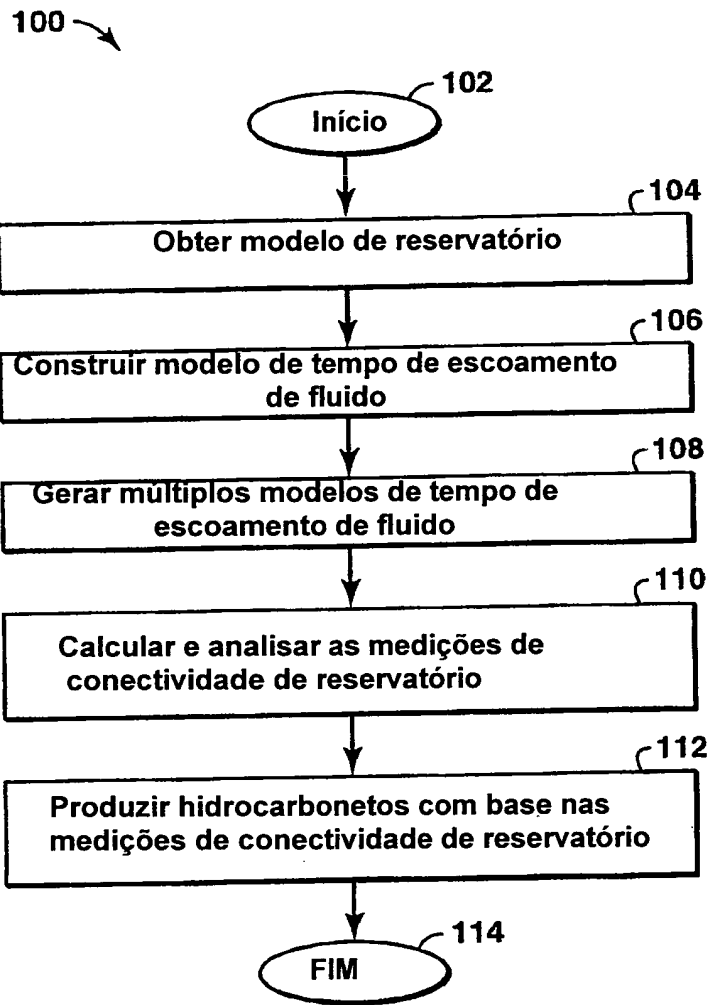 100
102
Início
104
Obter modelo de reservatório
106
Construir modelo de tempo de escoamento
de fluido
108
Gerar múltiplos modelos de tempo de
escoamento de fluido
110
Calcular e analisar as medições de
conectividade de reservatório
112
Produzir hidrocarbonetos com base nas
medições de conectividade de reservatório
114
FIM